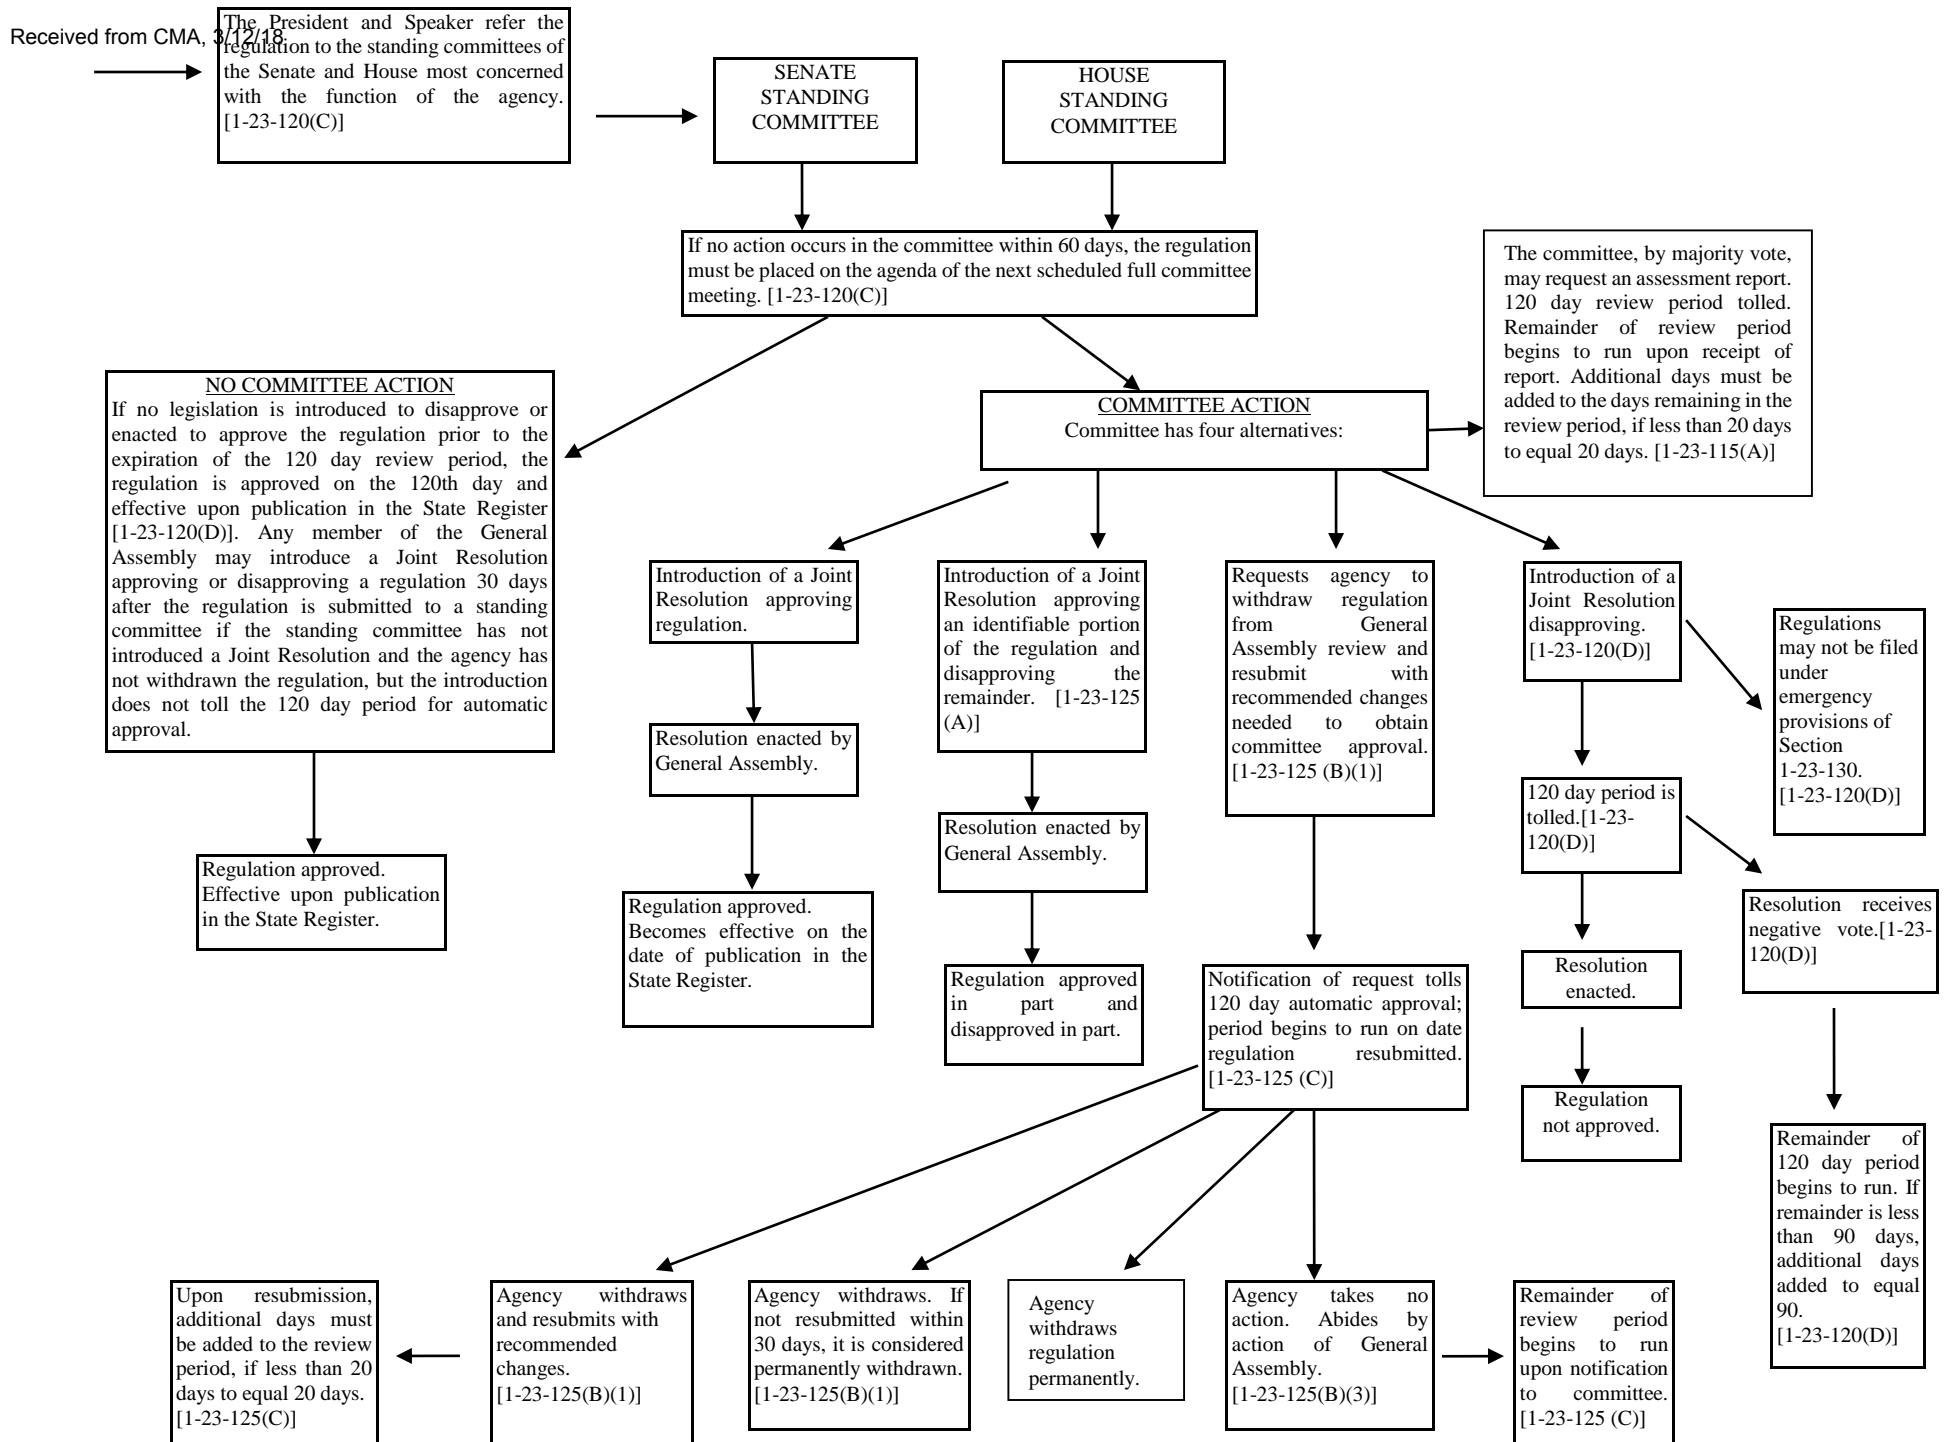 Received from CMA, 3/12/18
The President and Speaker refer the
regulation to the standing committees of
the Senate and House most concerned
with the function of the agency.
[1-23-120(C)]
SENATE
STANDING
COMMITTEE
HOUSE
STANDING
COMMITTEE
If no action occurs in the committee within 60 days, the regulation
must be placed on the agenda of the next scheduled full committee
meeting. [1-23-120(C)]
The committee, by majority vote,
may request an assessment report.
120 day review period tolled.
Remainder of review period
begins to run upon receipt of
report. Additional days must be
added to the days remaining in the
review period, if less than 20 days
to equal 20 days. [1-23-115(A)]
NO COMMITTEE ACTION
If no legislation is introduced to disapprove or
enacted to approve the regulation prior to the
expiration of the 120 day review period, the
regulation is approved on the 120th day and
effective upon publication in the State Register
[1-23-120(D)]. Any member of the General
Assembly may introduce a Joint Resolution
approving or disapproving a regulation 30 days
after the regulation is submitted to a standing
committee if the standing committee has not
introduced a Joint Resolution and the agency has
not withdrawn the regulation, but the introduction
does not toll the 120 day period for automatic
approval.
COMMITTEE ACTION
Committee has four alternatives:
Introduction of a Joint
Resolution approving
regulation.
Introduction of a Joint
Resolution approving
an identifiable portion
of the regulation and
disapproving the
remainder. [1-23-125
(A)]
Requests agency to
withdraw regulation
from General
Assembly review and
resubmit with
recommended changes
needed to obtain
committee approval.
[1-23-125 (B)(1)]
Introduction of a
Joint Resolution
disapproving.
[1-23-120(D)]
Regulations
may not be filed
under
emergency
provisions of
Section
1-23-130.
[1-23-120(D)]
Resolution enacted by
General Assembly.
120 day period is
tolled.[1-23-
120(D)]
Resolution enacted by
General Assembly.
Regulation approved.
Effective upon publication
in the State Register.
Regulation approved.
Becomes effective on the
date of publication in the
State Register.
Resolution receives
negative vote.[1-23-
120(D)]
Resolution
enacted.
Regulation approved
in part and
disapproved in part.
Notification of request tolls
120 day automatic approval;
period begins to run on date
regulation resubmitted.
[1-23-125 (C)]
Regulation
not approved.
Remainder of
120 day period
begins to run. If
remainder is less
than 90 days,
additional days
added to equal
90.
[1-23-120(D)]
Upon resubmission,
additional days must
be added to the review
period, if less than 20
days to equal 20 days.
[1-23-125(C)]
Agency withdraws
and resubmits with
recommended
changes.
[1-23-125(B)(1)]
Agency withdraws. If
not resubmitted within
30 days, it is considered
permanently withdrawn.
[1-23-125(B)(1)]
Agency
withdraws
regulation
permanently.
Agency takes no
action. Abides by
action of General
Assembly.
[1-23-125(B)(3)]
Remainder of
review period
begins to run
upon notification
to committee.
[1-23-125 (C)]